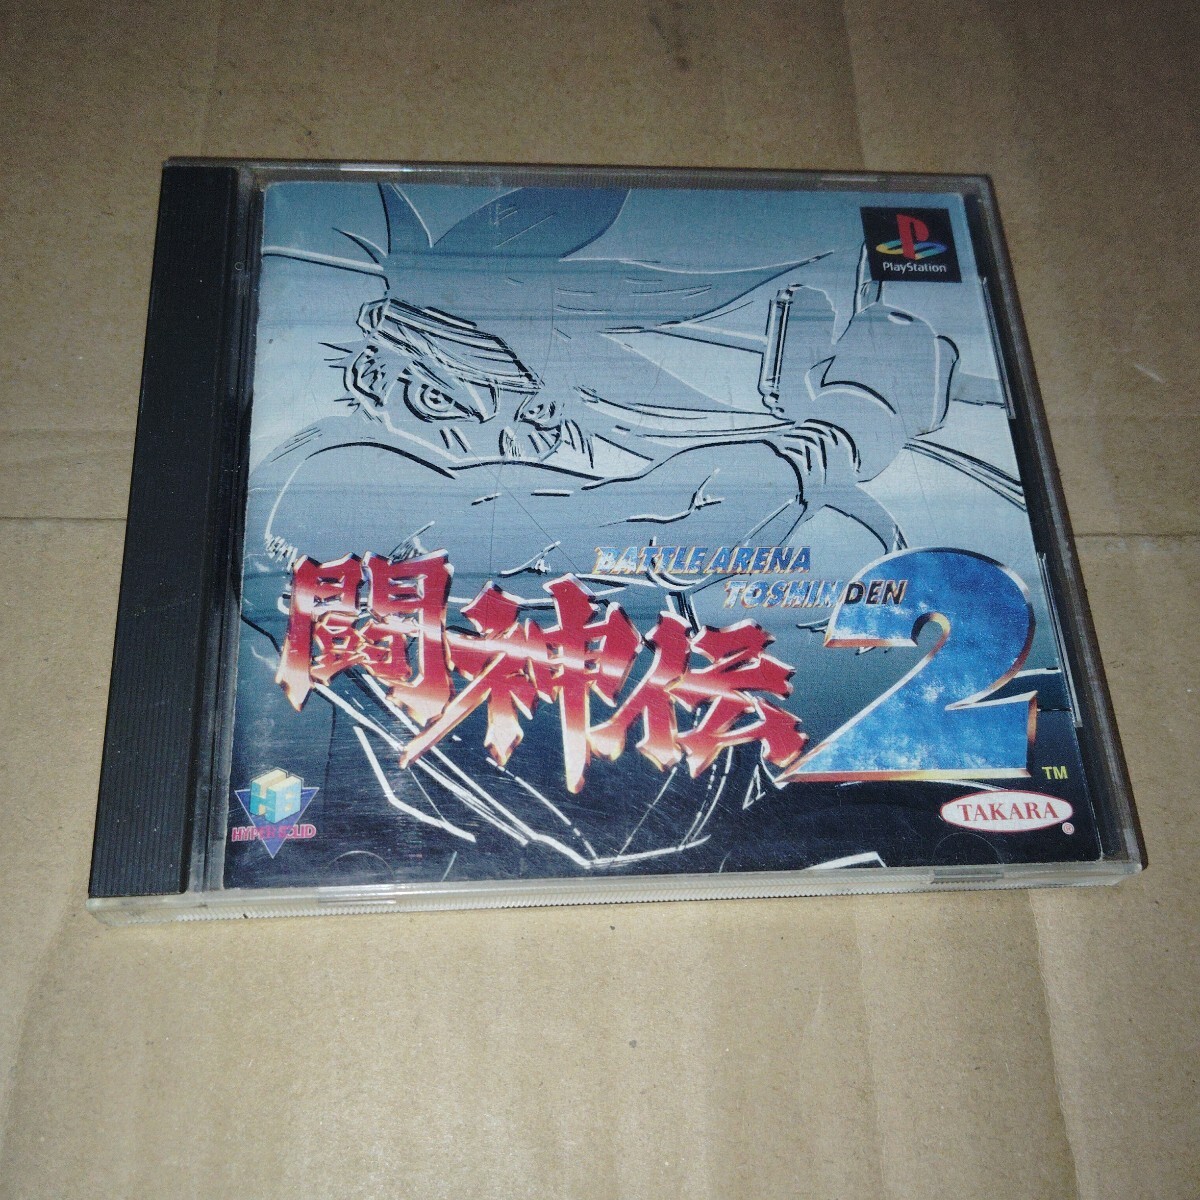 PlayStation
BATTLE ARENA
TOSHINDEN
闘神伝2
TM
HYPER SOLID
TAKARA
®